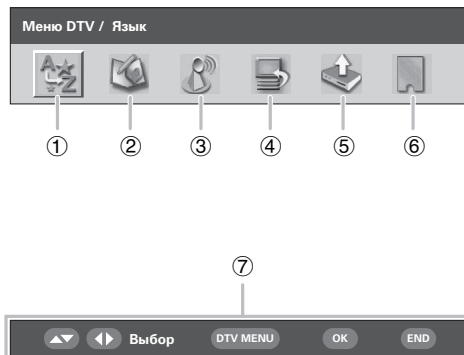 Меню DTV / Язык
① ② ③ ④ ⑤ ⑥
⑦
Выбор DTV MENU OK END